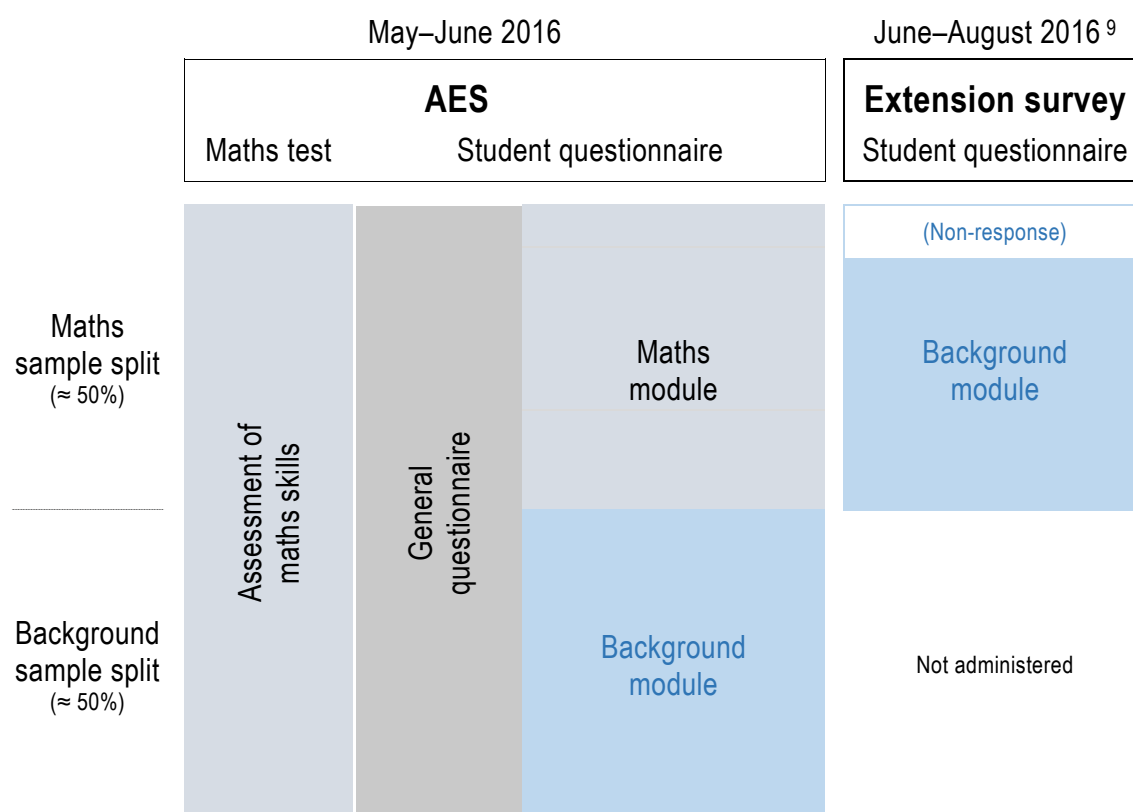 May–June 2016
June–August 2016 9
AES
Extension survey
Maths test
Student questionnaire
Student questionnaire
(Non-response)
Maths
sample split
(≈ 50%)
Assessment of
maths skills
General
questionnaire
Maths
module
Background
module
Background
sample split
(≈ 50%)
Background
module
Not administered